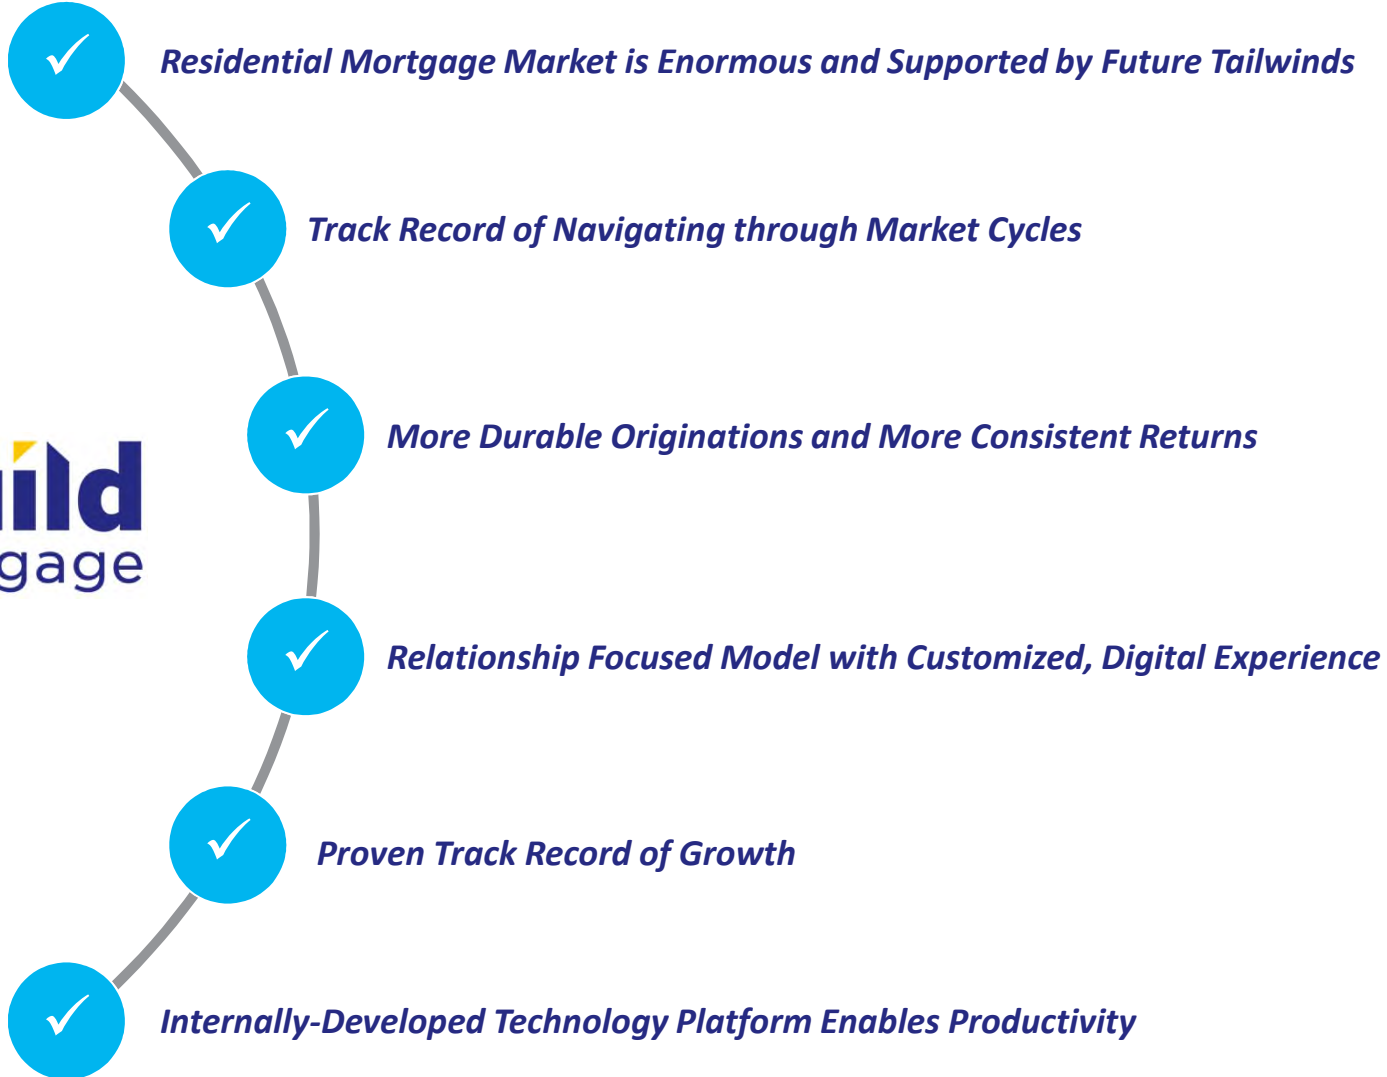 Residential Mortgage Market is Enormous and Supported by Future Tailwinds
Track Record of Navigating through Market Cycles
More Durable Originations and More Consistent Returns
uild
gage
Relationship Focused Model with Customized, Digital Experience
Proven Track Record of Growth
Internally-Developed Technology Platform Enables Productivity